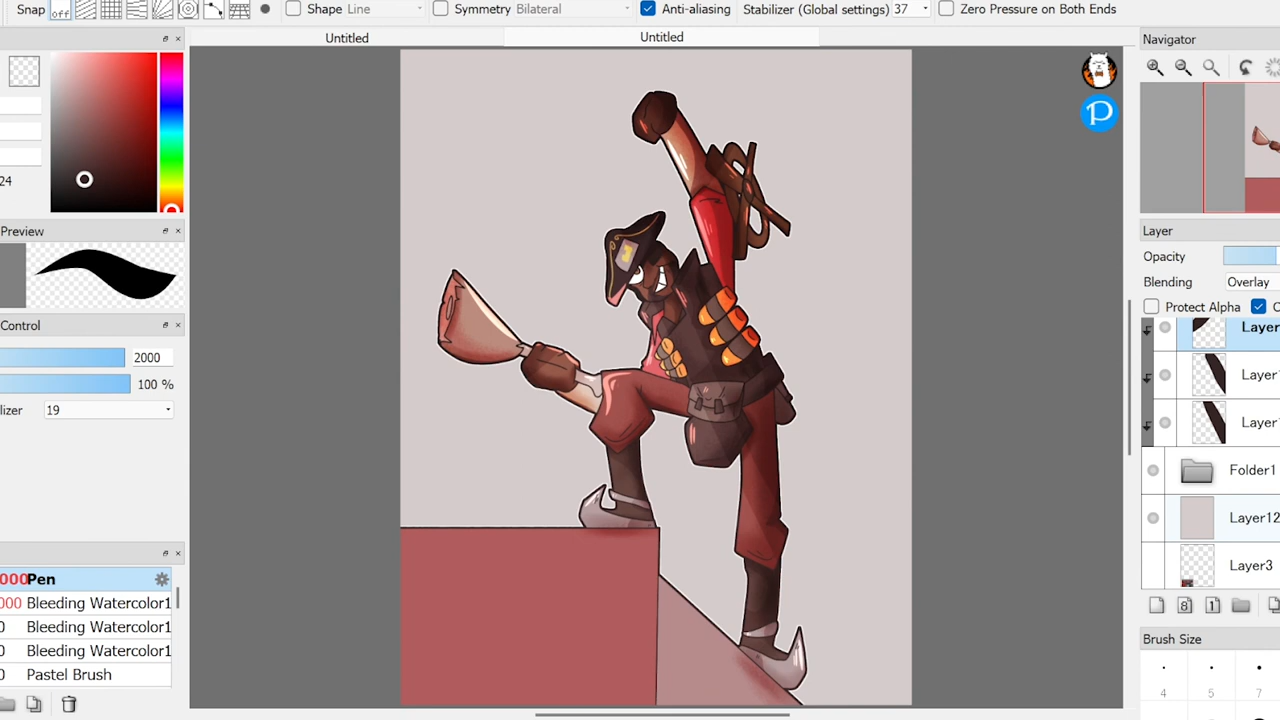 Snap off Shape Line Symmetry Bilateral Anti-aliasing Stabilizer (Global settings) 37 Zero Pressure on Both Ends
Untitled
Untitled
Navigator
24
Preview
Control
2000
100 %
lizer 19
000Pen
000 Bleeding Watercolor1
0 Bleeding Watercolor1
0 Bleeding Watercolor1
0 Pastel Brush
P
Layer
Opacity
Blending Overlay
Protect Alpha C
Layer
Layer
Layer
Folder1
Layer12
Layer3
8 1
Brush Size
4 5 7